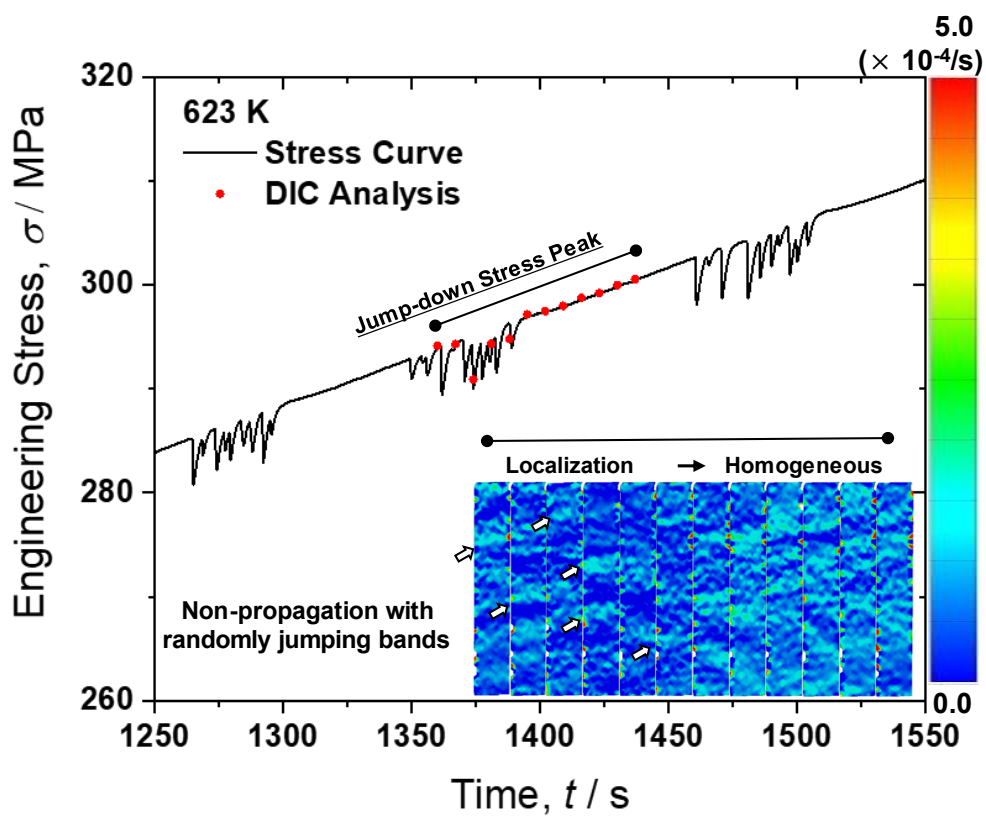 5.0
(× 10⁻⁴/s)
320
623 K
Stress Curve
DIC Analysis
Engineering Stress, σ / MPa
300
Jump-down Stress Peak
Localization → Homogeneous
280
Non-propagation with
randomly jumping bands
260
0.0
1250 1300 1350 1400 1450 1500 1550
Time, t / s